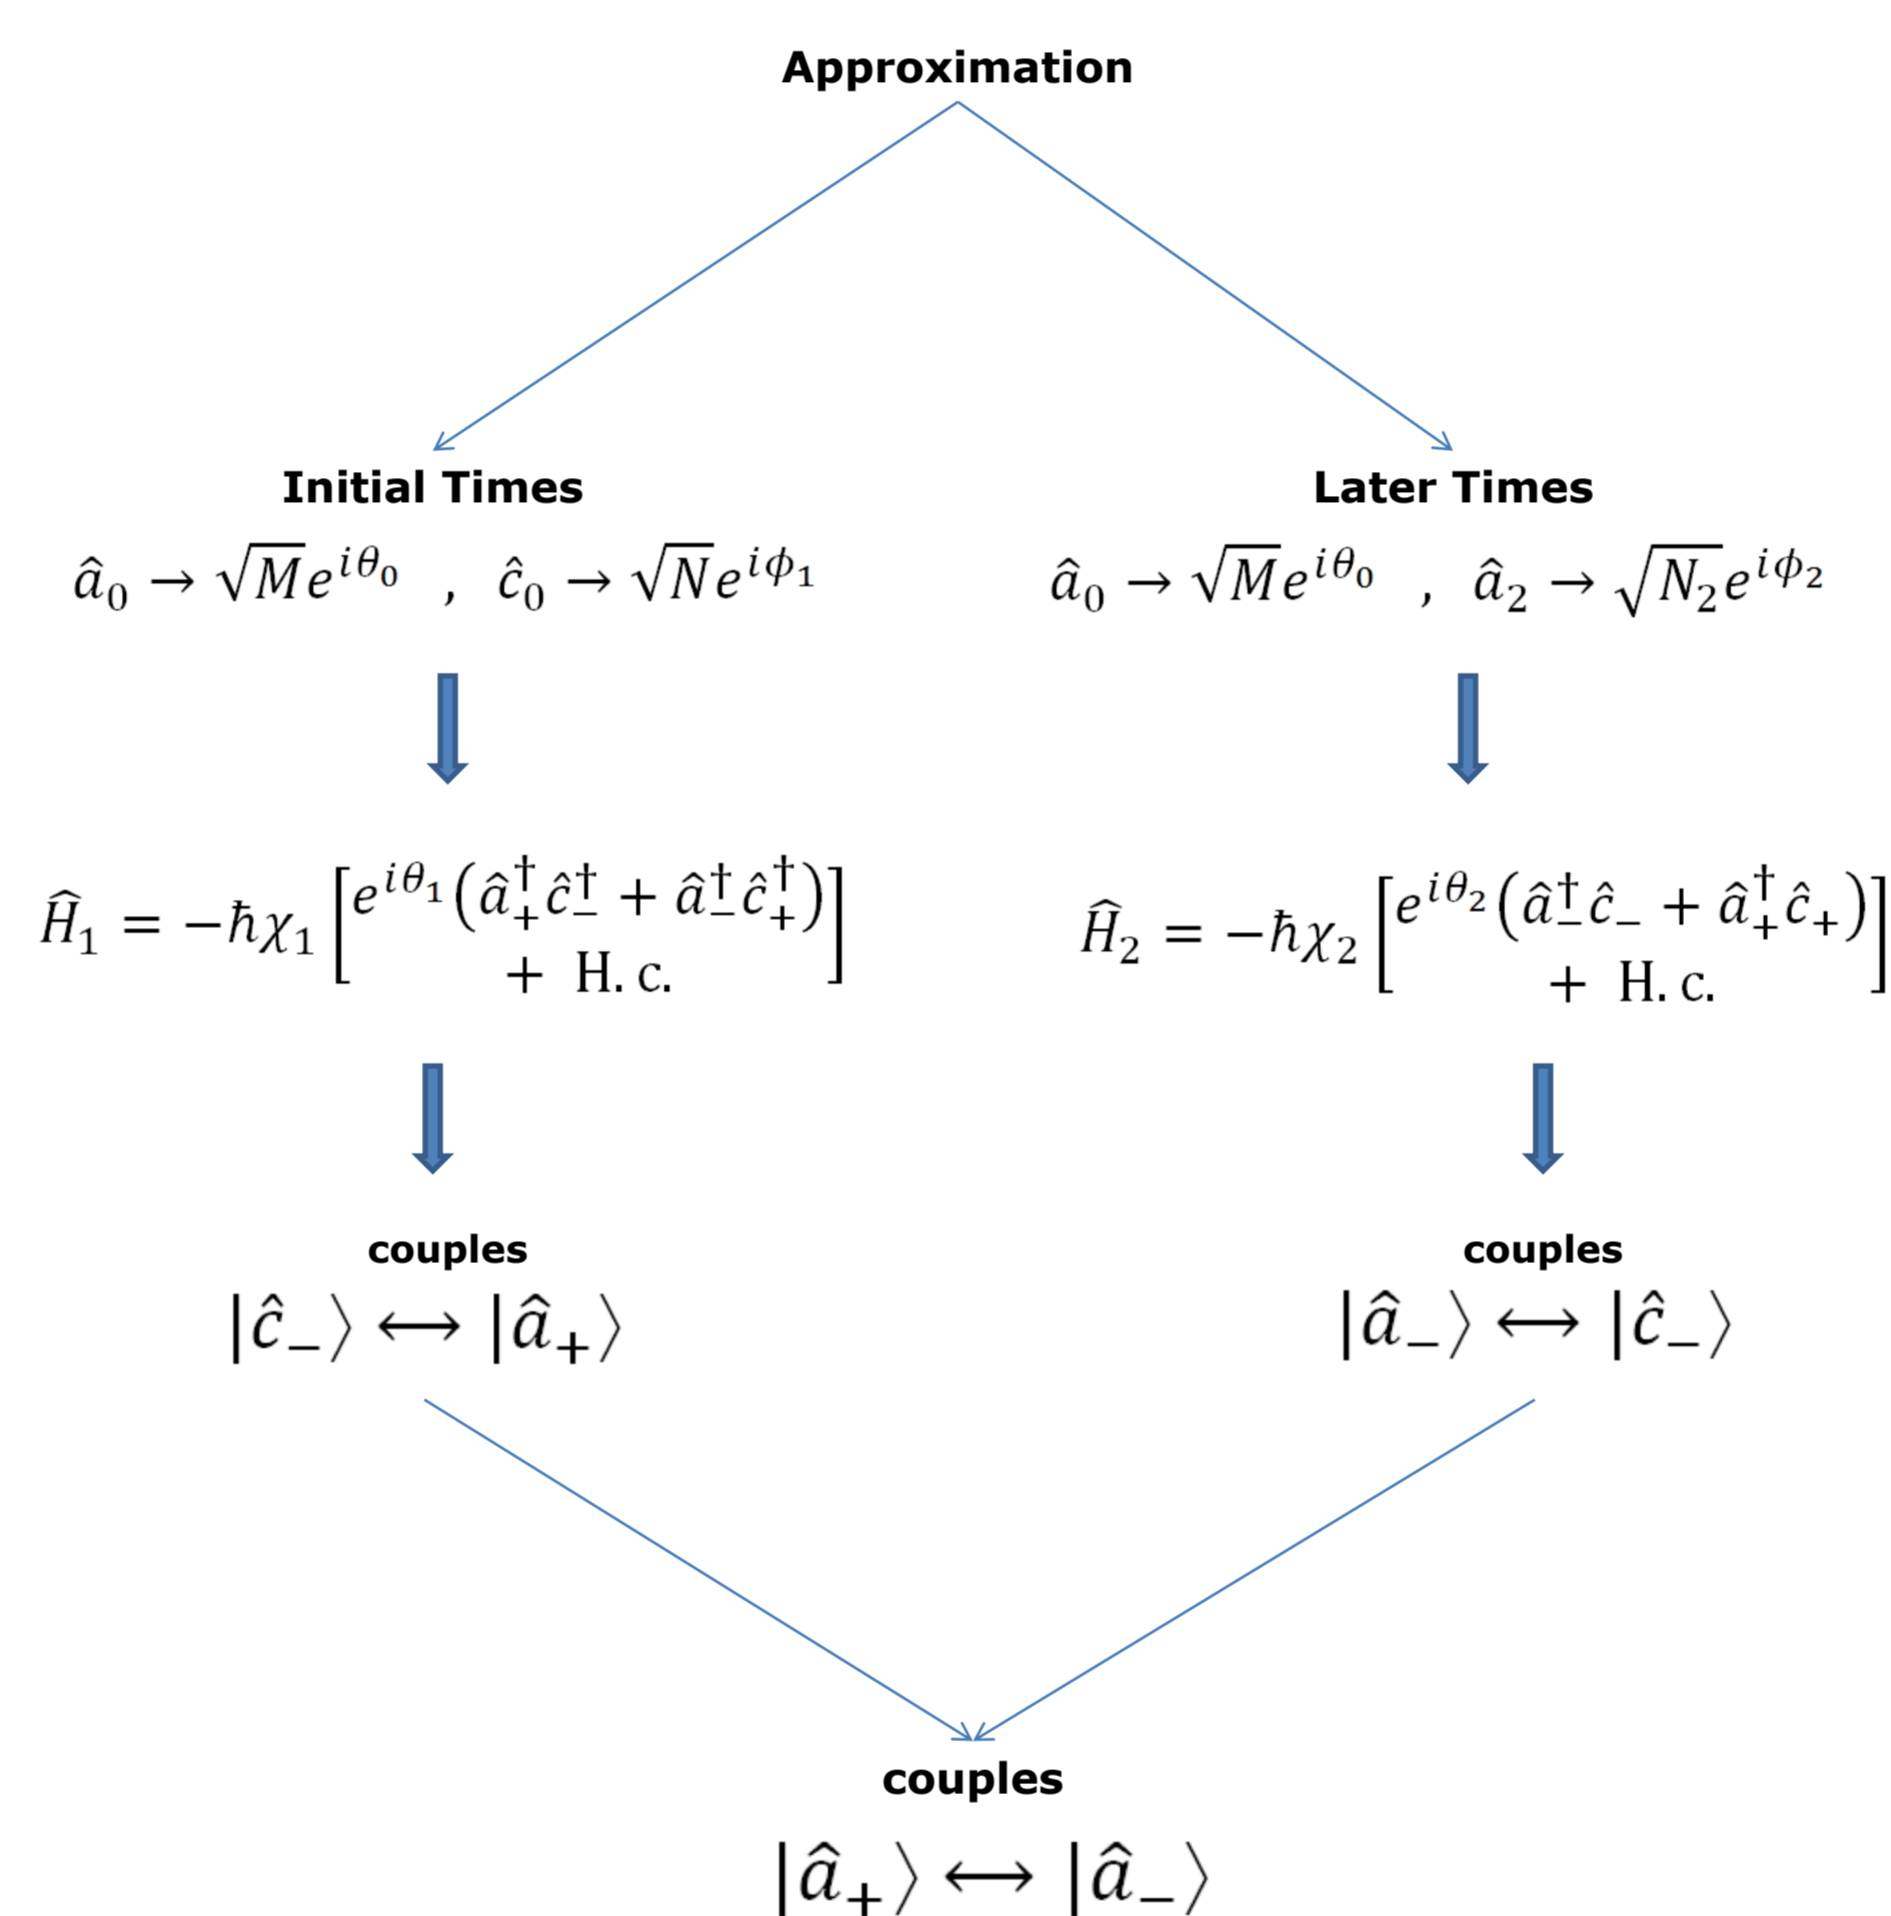 Approximation
Initial Times
â₀ → √M e^{iθ₀} , ĉ₀ → √N e^{iϕ₁}
Ĥ₁ = −ħχ₁ [e^{iθ₁}(â₊†ĉ₋† + â₋†ĉ₊†)
+ H. c.]
couples
|ĉ₋⟩ ↔ |â₊⟩
Later Times
â₀ → √M e^{iθ₀} , â₂ → √N₂ e^{iϕ₂}
Ĥ₂ = −ħχ₂ [e^{iθ₂}(â₋†ĉ₋ + â₊†ĉ₊)
+ H. c.]
couples
|â₋⟩ ↔ |ĉ₋⟩
couples
|â₊⟩ ↔ |â₋⟩